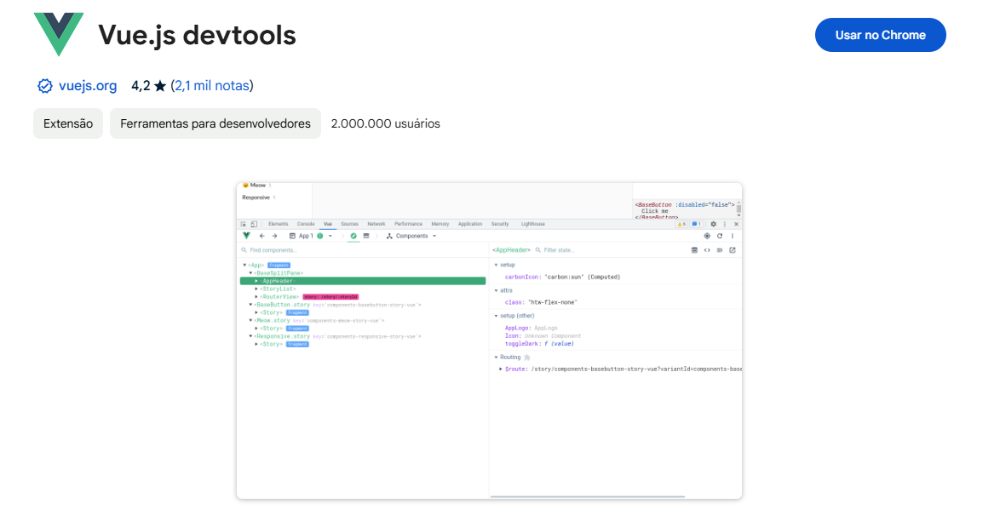 Vue.js devtools
Usar no Chrome
vuejs.org 4,2 ★ (2,1 mil notas)
Extensão Ferramentas para desenvolvedores 2.000.000 usuários
Meow 1
Responsive 1
<BaseButton :disabled="false">
Click me
</BaseButton>
Elements Console Vue Sources Network Performance Memory Application Security Lighthouse 6 1
App 1 Components
Find components...
<AppHeader> Filter state...
<App> fragment
<BaseSplitPane>
<AppHeader>
<StoryList>
<RouterView> story: /story/:storyId
<BaseButton.story key='components-basebutton-story-vue'>
<Story> fragment
<Meow.story key='components-meow-story-vue'>
<Story> fragment
<Responsive.story key='components-responsive-story-vue'>
<Story> fragment
setup
carbonIcon: "carbon:sun" (Computed)
attrs
class: "htw-flex-none"
setup (other)
AppLogo: AppLogo
Icon: Unknown Component
toggleDark: f (value)
Routing
$route: /story/components-basebutton-story-vue?variantId=components-base